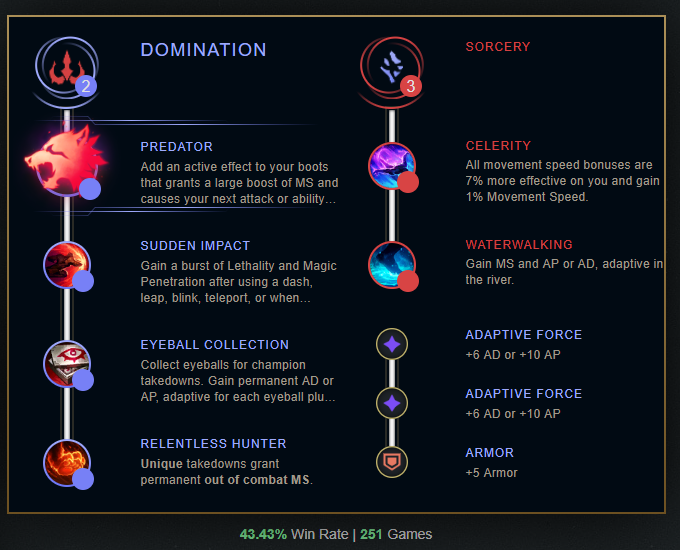 DOMINATION
2
PREDATOR
Add an active effect to your boots
that grants a large boost of MS and
causes your next attack or ability...
SUDDEN IMPACT
Gain a burst of Lethality and Magic
Penetration after using a dash,
leap, blink, teleport, or when...
EYEBALL COLLECTION
Collect eyeballs for champion
takedowns. Gain permanent AD or
AP, adaptive for each eyeball plu...
RELENTLESS HUNTER
Unique takedowns grant
permanent out of combat MS.
SORCERY
3
CELERITY
All movement speed bonuses are
7% more effective on you and gain
1% Movement Speed.
WATERWALKING
Gain MS and AP or AD, adaptive in
the river.
ADAPTIVE FORCE
+6 AD or +10 AP
ADAPTIVE FORCE
+6 AD or +10 AP
ARMOR
+5 Armor
43.43% Win Rate | 251 Games